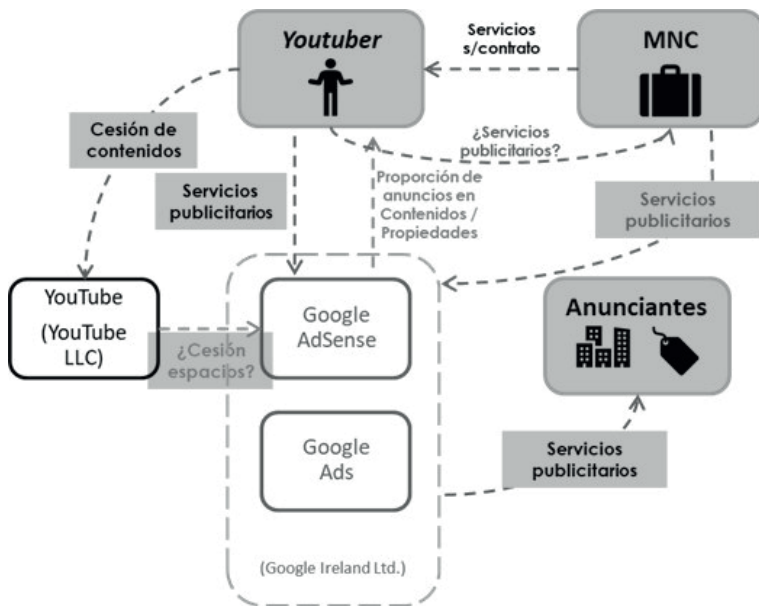 Youtuber
Servicios
s/contrato
MNC
Cesión de
contenidos
¿Servicios
publicitarios?
Servicios
publicitarios
Proporción de
anuncios en
Contenidos /
Propiedades
Servicios
publicitarios
YouTube
(YouTube
LLC)
¿Cesión
espacios?
Google
AdSense
Anunciantes
Google
Ads
Servicios
publicitarios
(Google Ireland Ltd.)